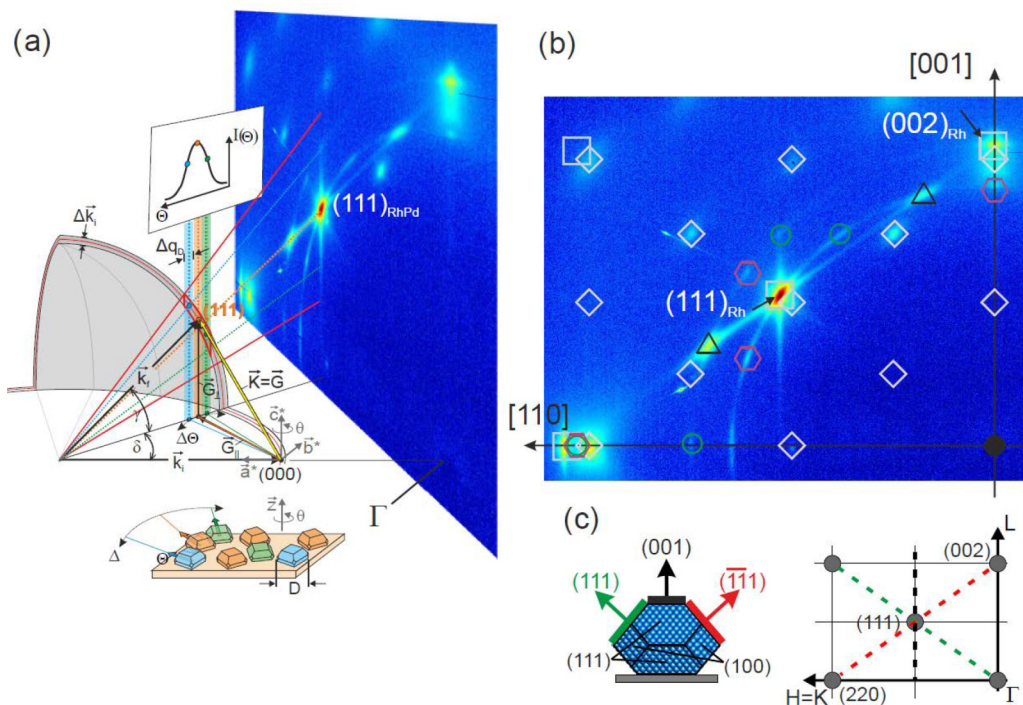 (a)
I(Θ)
Θ
Δk⃗i
ΔqD
(111)RhPd
(111)
k⃗f
G⃗⊥
K⃗=G⃗
γ
δ
ΔΘ
G⃗||
c⃗*
θ
b⃗*
k⃗i
a⃗*
(000)
Γ
z⃗
θ
Δ
Θ
D
(b)
[001]
(002)Rh
(111)Rh
[110]
(c)
(001)
(111)
(1̅1̅1)
(111)
(100)
L
(002)
(111)
H=K
(220)
Γ